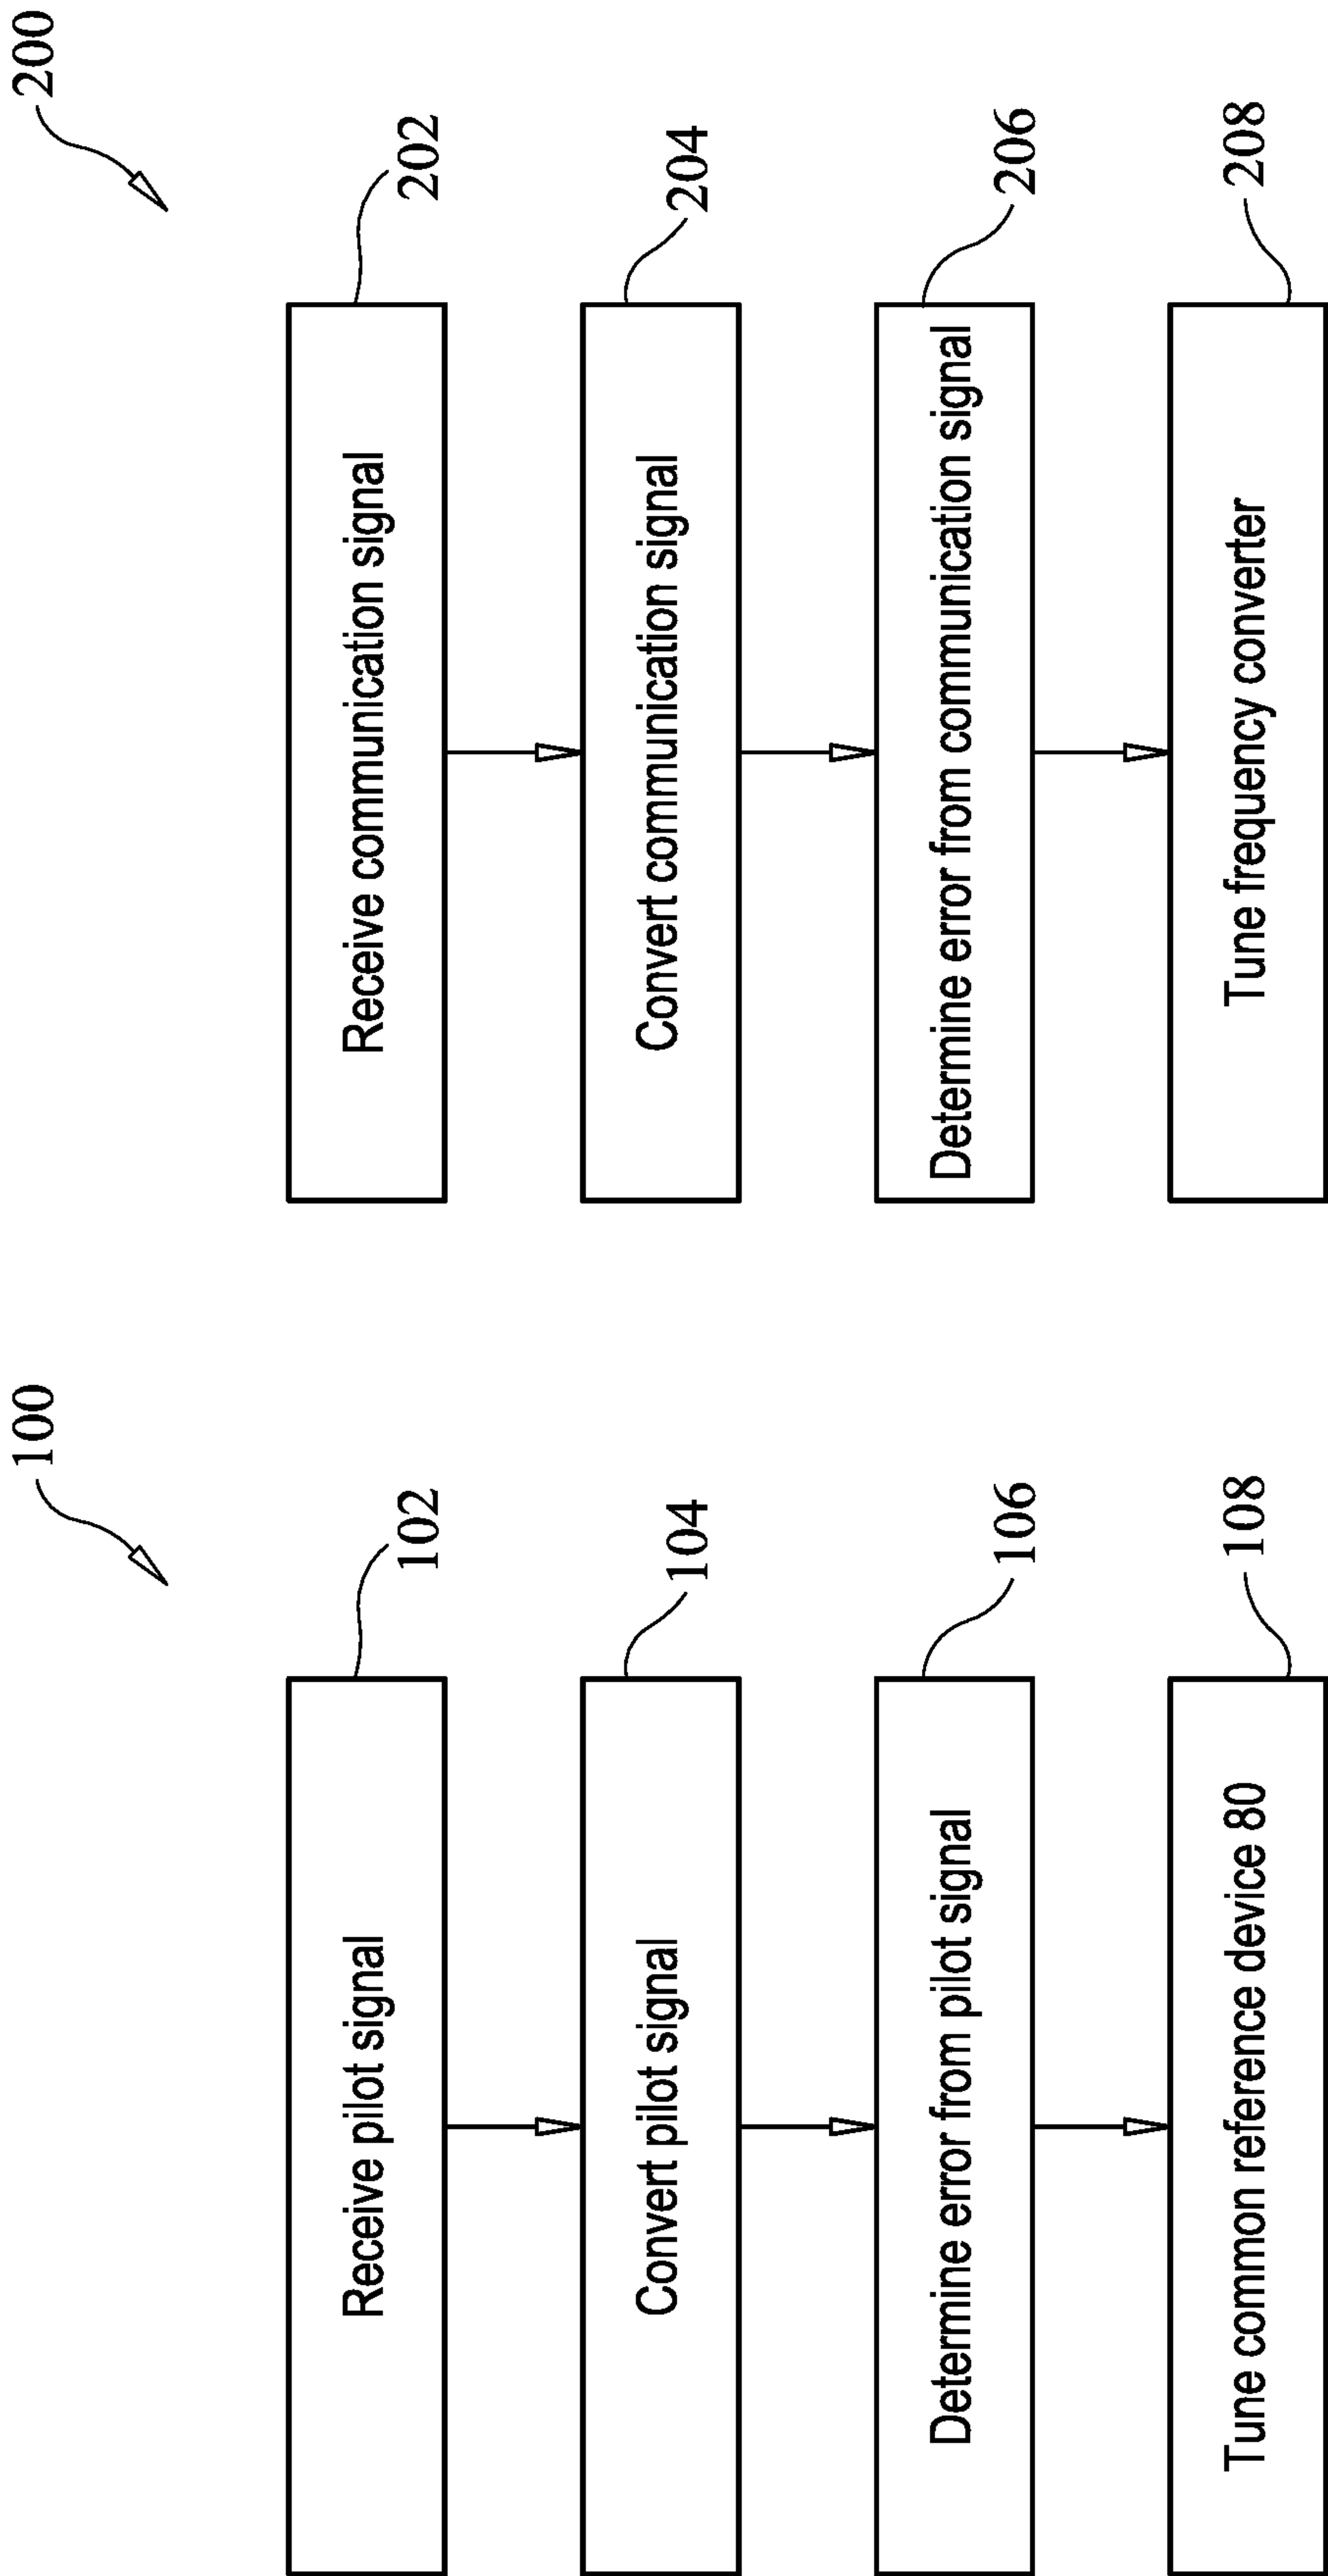 100
Receive pilot signal
102
Convert pilot signal
104
Determine error from pilot signal
106
Tune common reference device 80
108
200
Receive communication signal
202
Convert communication signal
204
Determine error from communication signal
206
Tune frequency converter
208